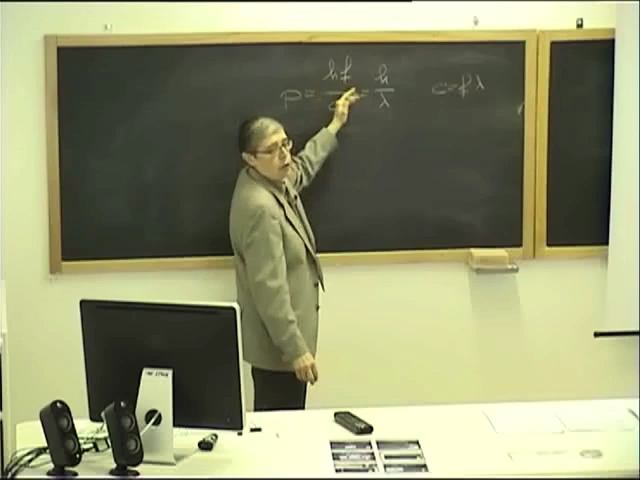 p = hf/c = h/λ    c = fλ